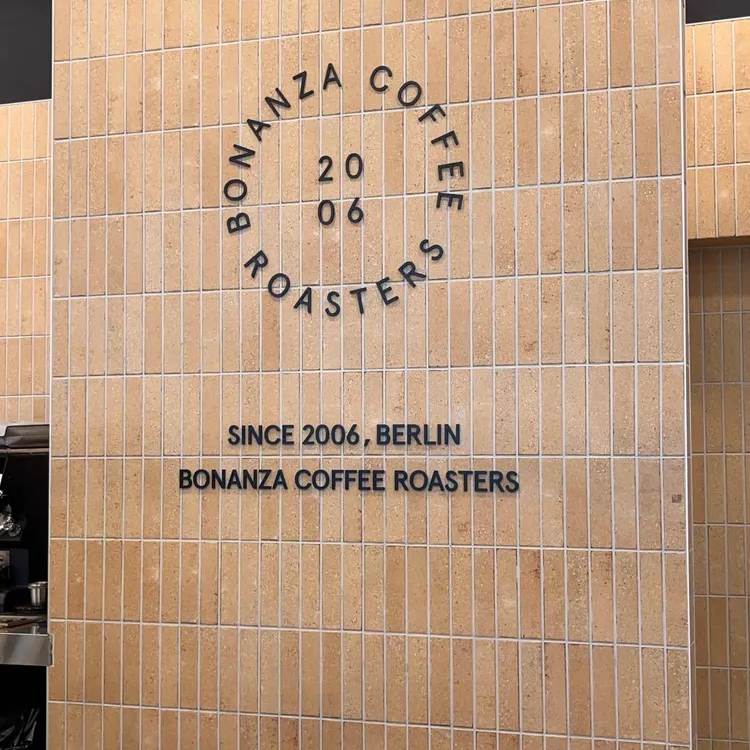 BONANZA COFFEE
ROASTERS
20
06
SINCE 2006, BERLIN
BONANZA COFFEE ROASTERS